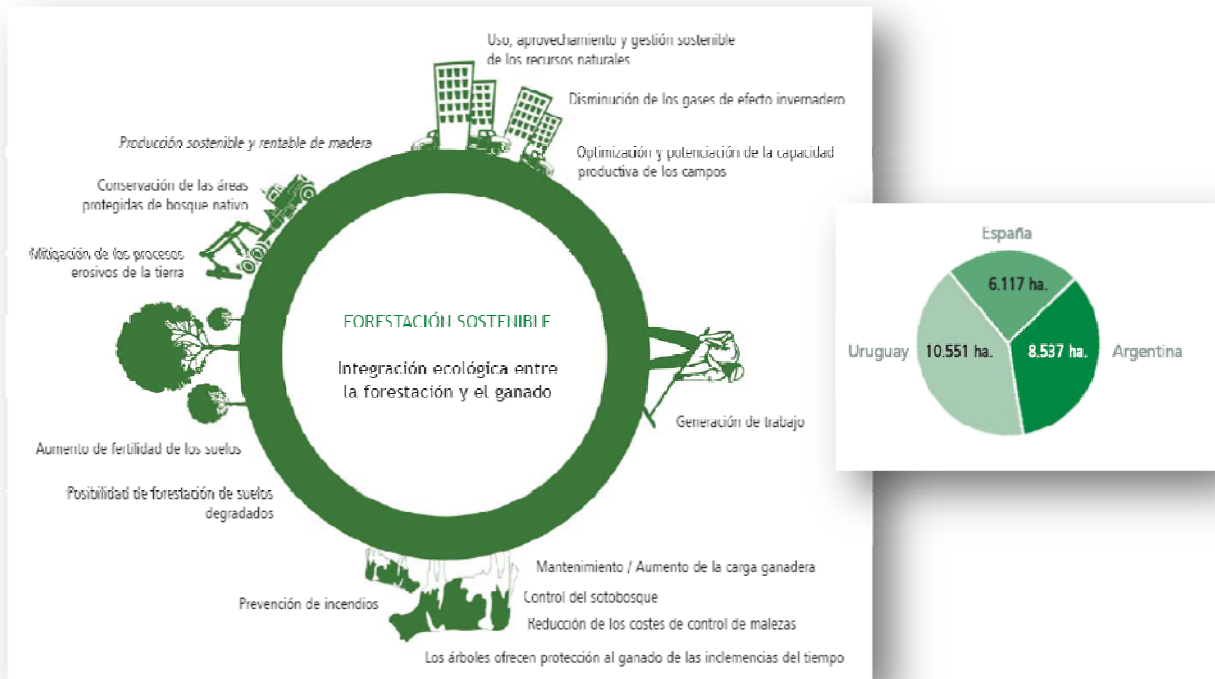 Uso, aprovechamiento y gestión sostenible
de los recursos naturales
Disminución de los gases de efecto invernadero
Producción sostenible y rentable de madera
Optimización y potenciación de la capacidad
productiva de los campos
Conservación de las áreas
protegidas de bosque nativo
Mitigación de los procesos
erosivos de la tierra
FORESTACIÓN SOSTENIBLE
Integración ecológica entre
la forestación y el ganado
Generación de trabajo
Aumento de fertilidad de los suelos
Posibilidad de forestación de suelos
degradados
Mantenimiento / Aumento de la carga ganadera
Prevención de incendios
Control del sotobosque
Reducción de los costes de control de malezas
Los árboles ofrecen protección al ganado de las inclemencias del tiempo
España
6.117 ha.
Uruguay
10.551 ha.
8.537 ha.
Argentina